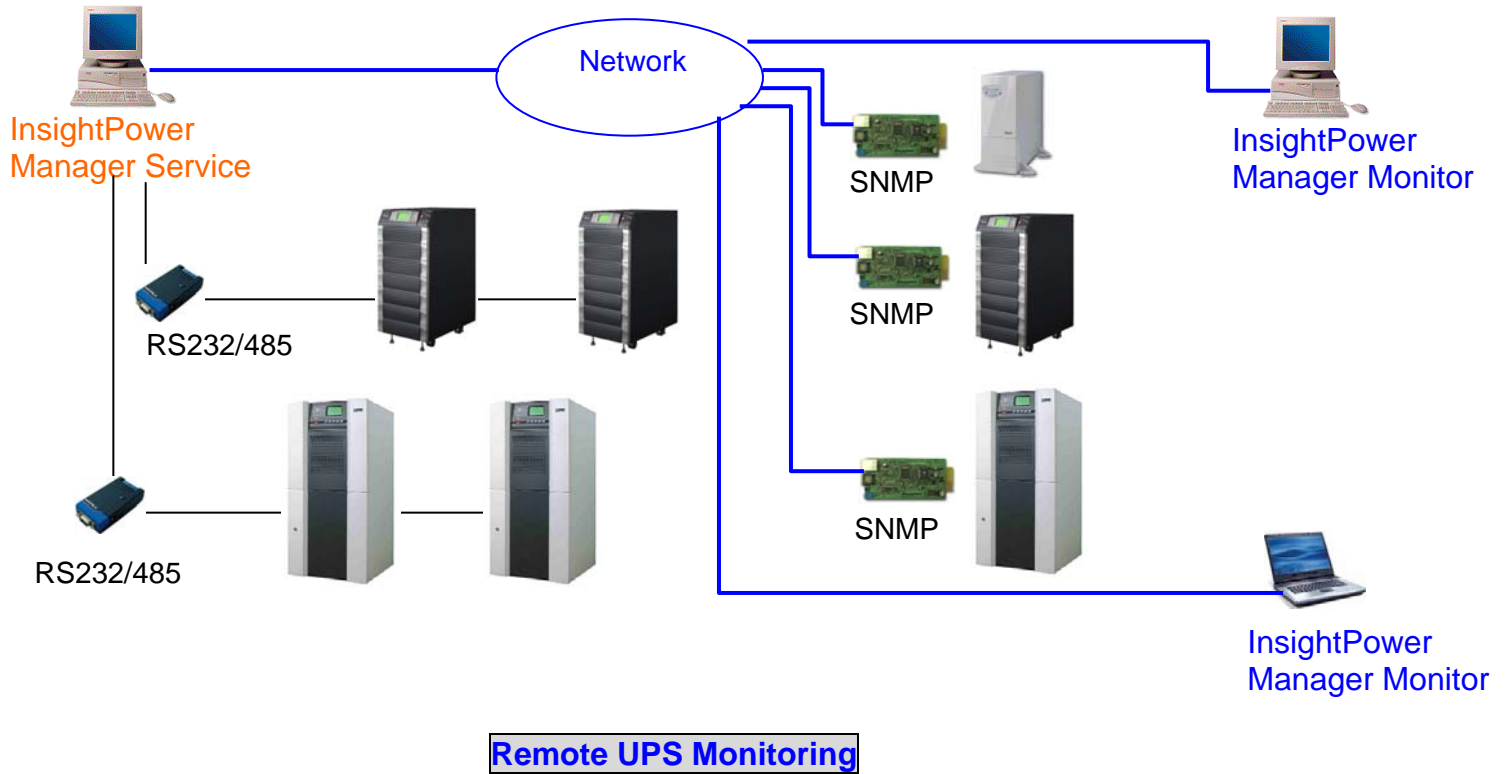 Network
InsightPower
Manager Service
InsightPower
Manager Monitor
SNMP
SNMP
RS232/485
SNMP
RS232/485
InsightPower
Manager Monitor
Remote UPS Monitoring